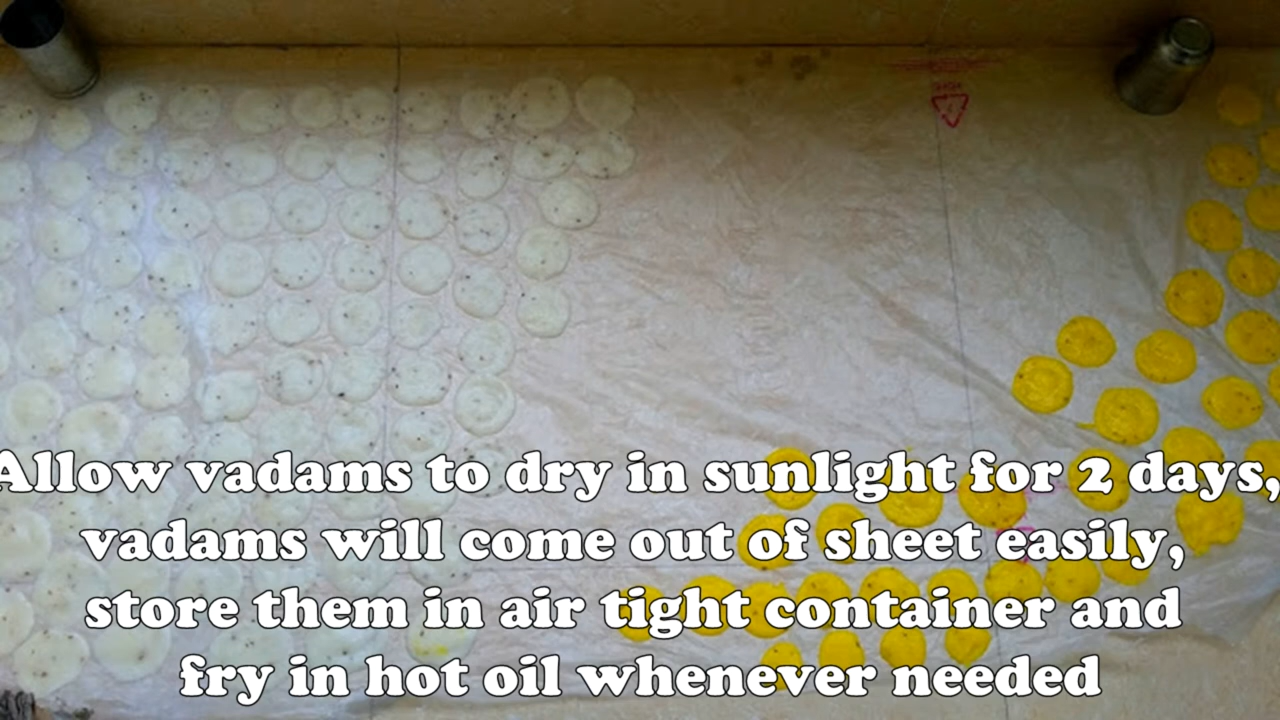 Allow vadams to dry in sunlight for 2 days,
vadams will come out of sheet easily,
store them in air tight container and
fry in hot oil whenever needed